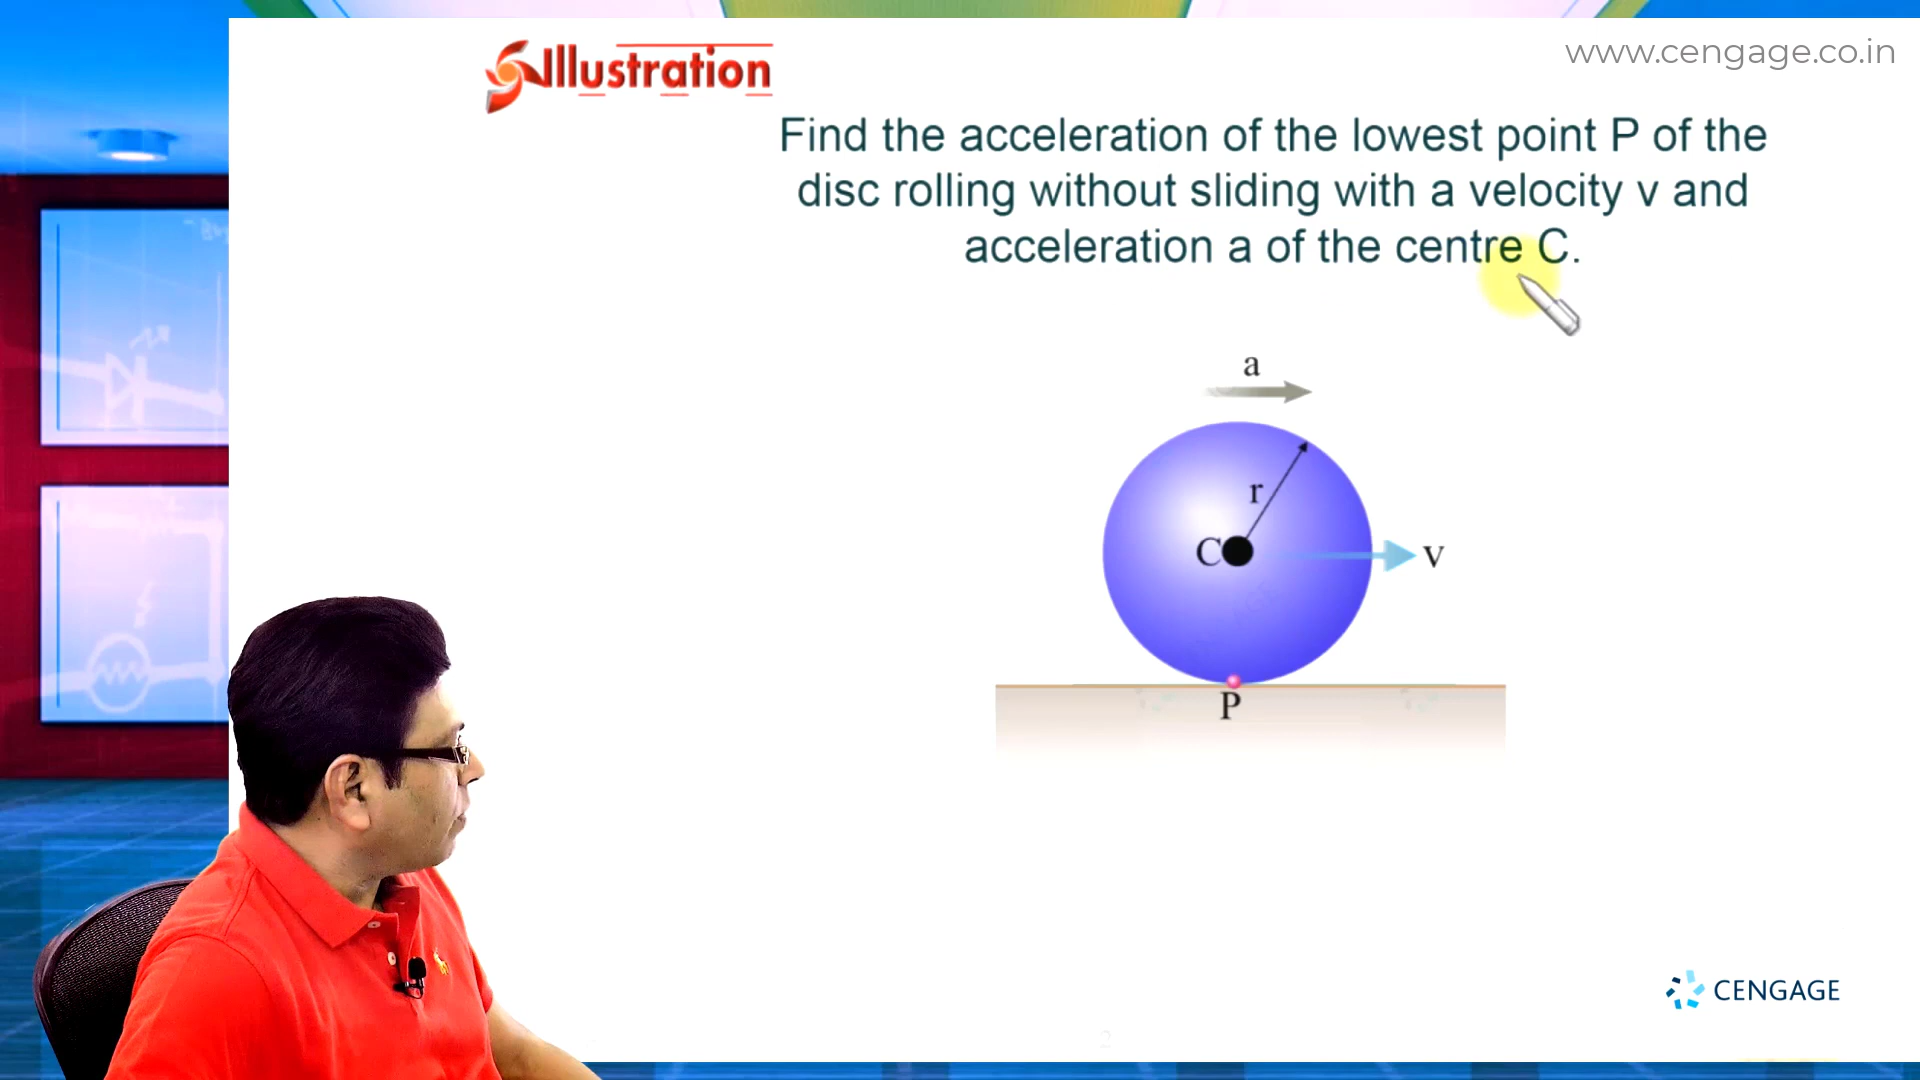 www.cengage.co.in
Illustration
Find the acceleration of the lowest point P of the
disc rolling without sliding with a velocity v and
acceleration a of the centre C.
a
r
C
v
P
CENGAGE
2